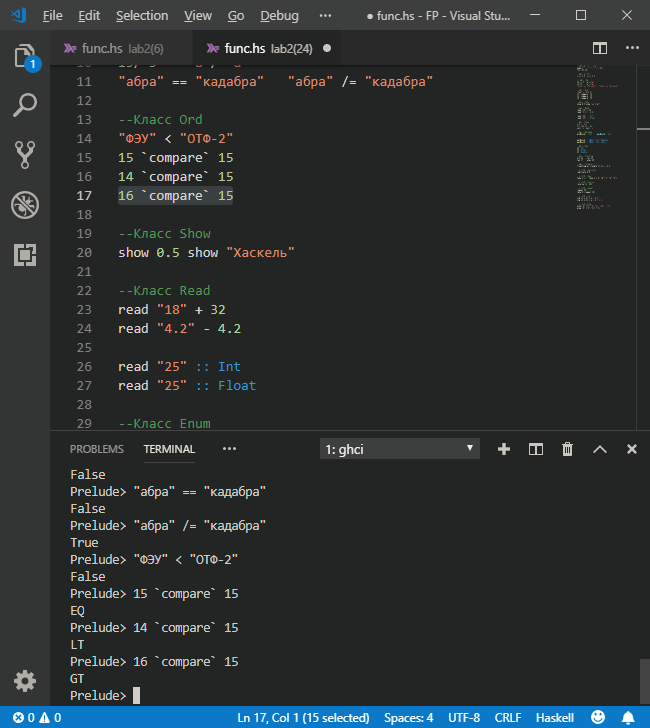 File Edit Selection View Go Debug ··· ● func.hs - FP - Visual Stu...
func.hs lab2(6) func.hs lab2(24) ●
11 "абра" == "кадабра" "абра" /= "кадабра"
12
13 --Класс Ord
14 "ФЭУ" < "ОТФ-2"
15 15 `compare` 15
16 14 `compare` 15
17 16 `compare` 15
18
19 --Класс Show
20 show 0.5 show "Хаскель"
21
22 --Класс Read
23 read "18" + 32
24 read "4.2" - 4.2
25
26 read "25" :: Int
27 read "25" :: Float
28
29 --Класс Enum
1
PROBLEMS TERMINAL ··· 1: ghci
False
Prelude> "абра" == "кадабра"
False
Prelude> "абра" /= "кадабра"
True
Prelude> "ФЭУ" < "ОТФ-2"
False
Prelude> 15 `compare` 15
EQ
Prelude> 14 `compare` 15
LT
Prelude> 16 `compare` 15
GT
Prelude>
0 0 Ln 17, Col 1 (15 selected) Spaces: 4 UTF-8 CRLF Haskell